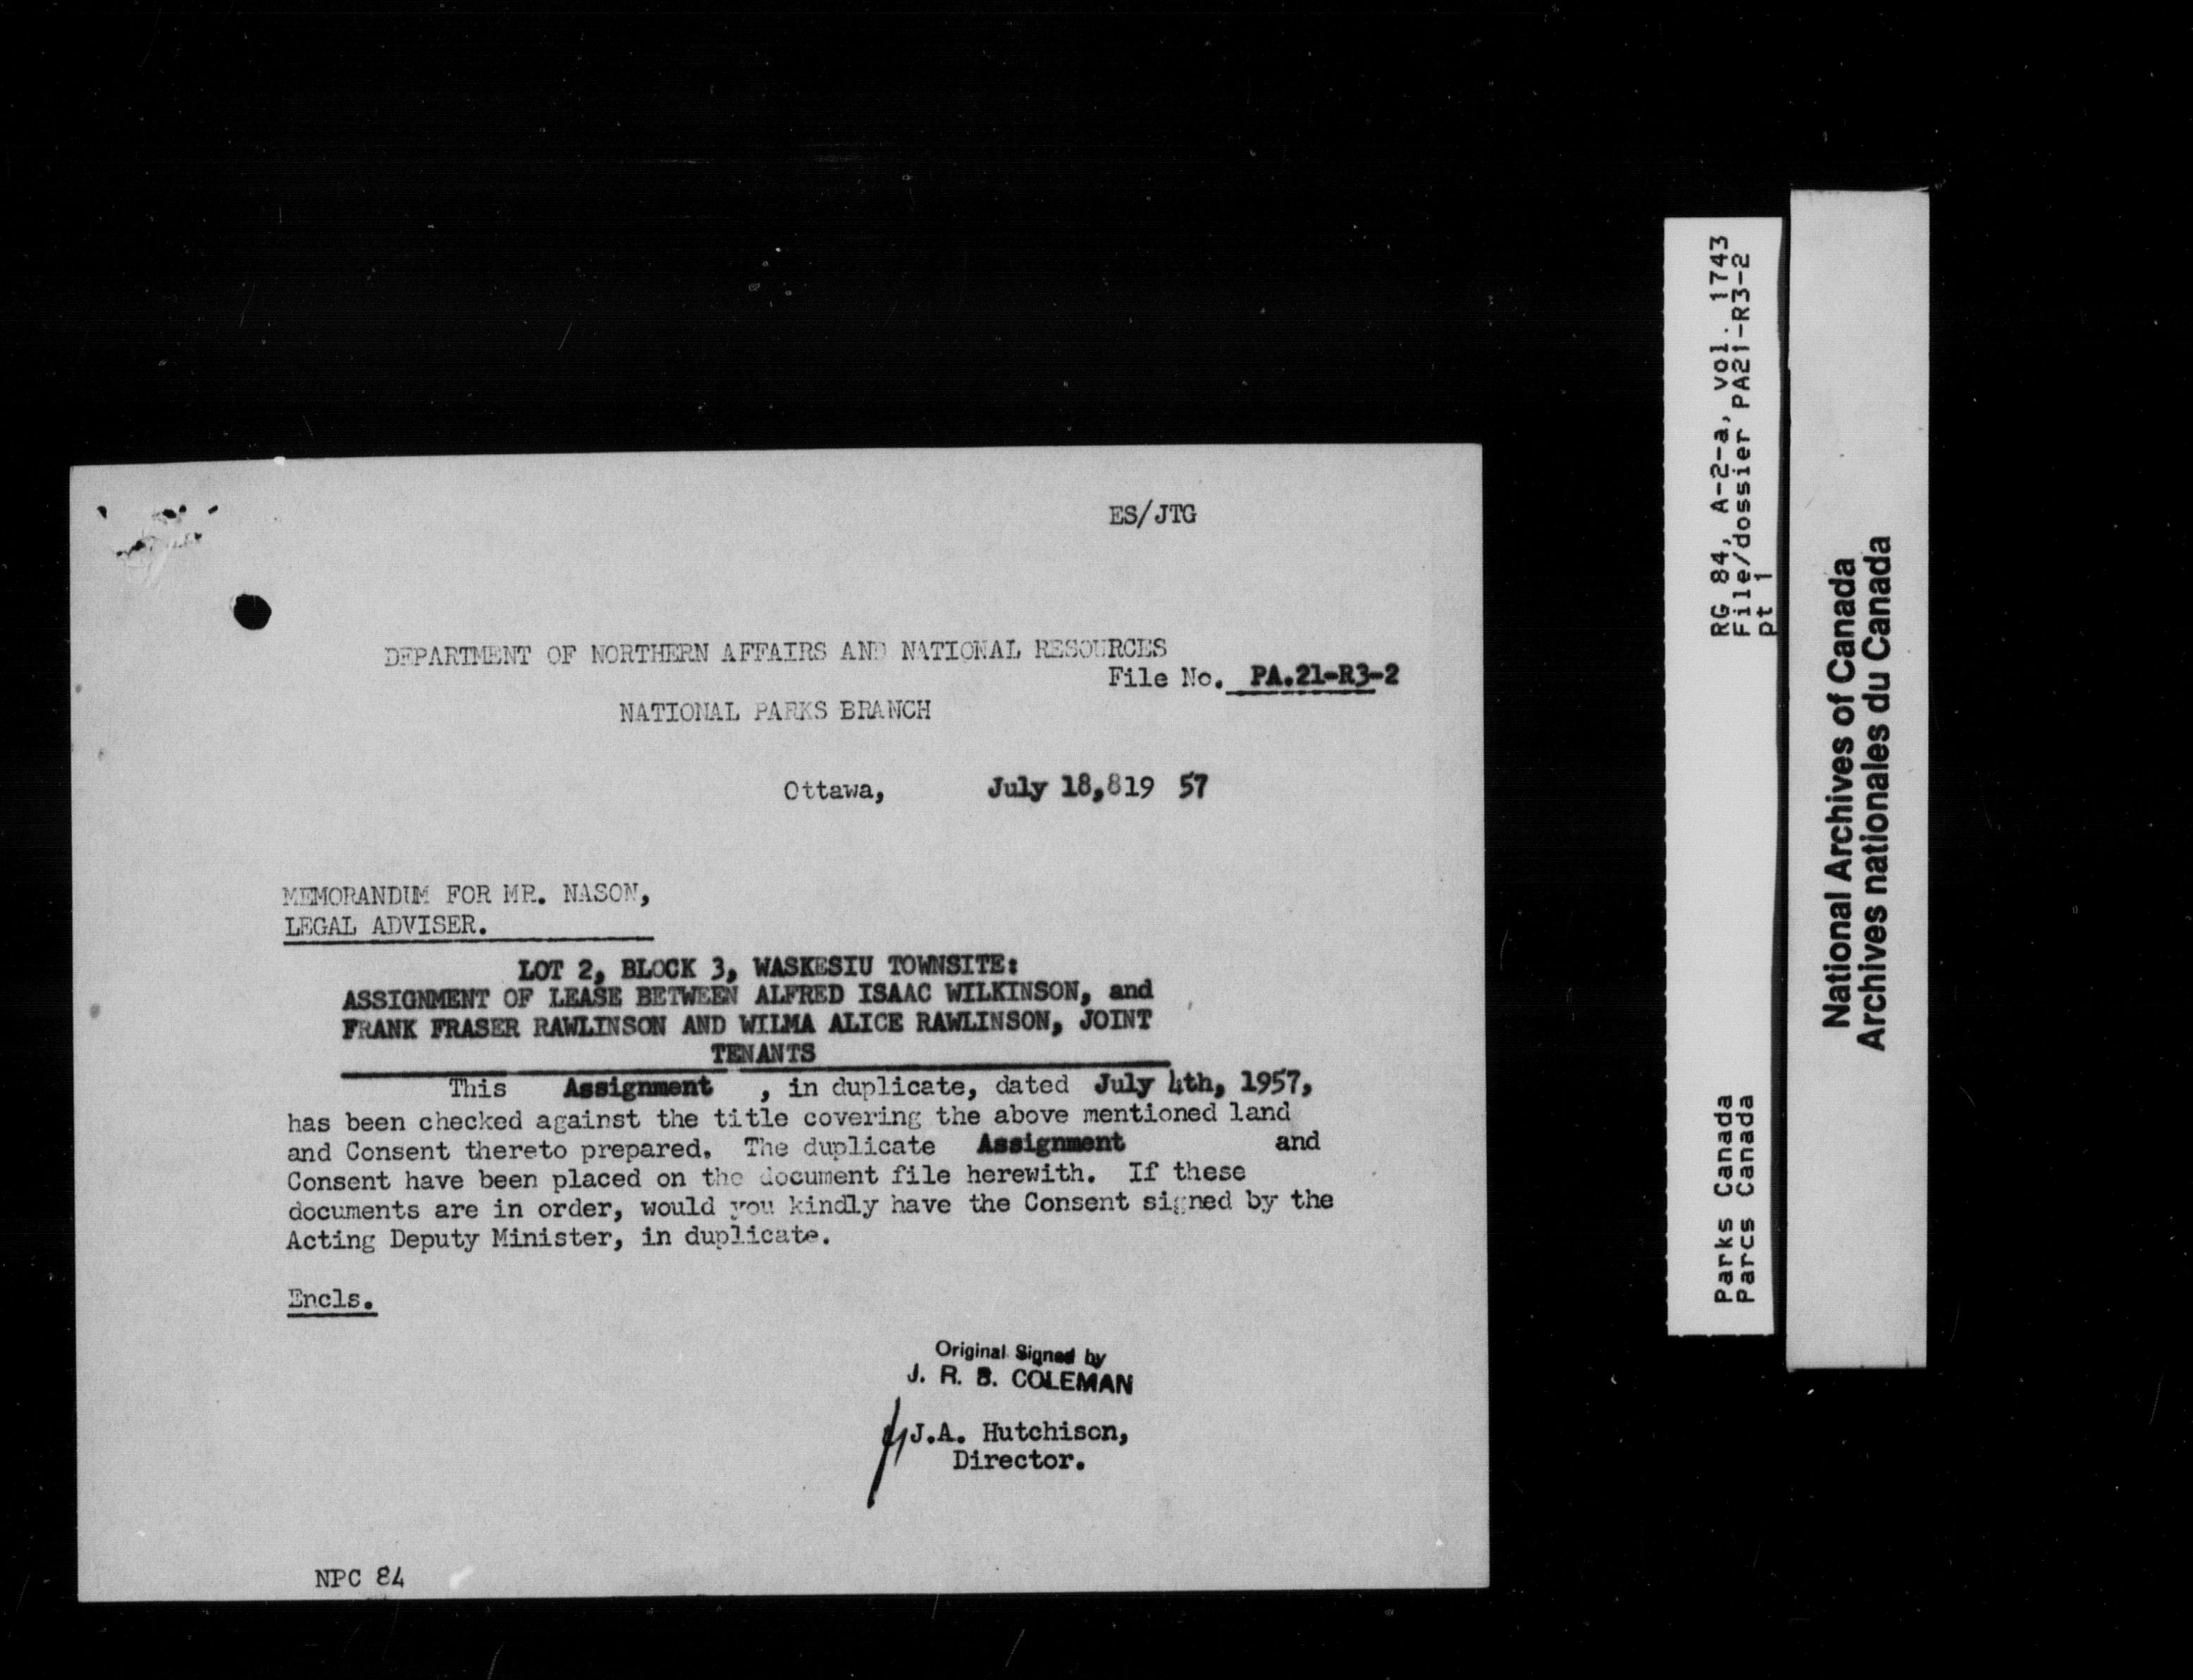 ES/JTG
DEPARTMENT OF NORTHERN AFFAIRS AND NATIONAL RESOURCES
File No. PA.21-R3-2
NATIONAL PARKS BRANCH
Ottawa, July 18,819 57
MEMORANDUM FOR MR. NASON,
LEGAL ADVISER.
LOT 2, BLOCK 3, WASKESIU TOWNSITE:
ASSIGNMENT OF LEASE BETWEEN ALFRED ISAAC WILKINSON, and
FRANK FRASER RAWLINSON AND WILMA ALICE RAWLINSON, JOINT
TENANTS
This Assignment , in duplicate, dated July 4th, 1957,
has been checked against the title covering the above mentioned land
and Consent thereto prepared. The duplicate Assignment and
Consent have been placed on the document file herewith. If these
documents are in order, would you kindly have the Consent signed by the
Acting Deputy Minister, in duplicate.
Encls.
Original Signed by
J. R. B. COLEMAN
J.A. Hutchison,
Director.
NPC 84
RG 84, A-2-a, vol. 1743
File/dossier PA21-R3-2
pt 1
Parks Canada
Parcs Canada
National Archives of Canada
Archives nationales du Canada